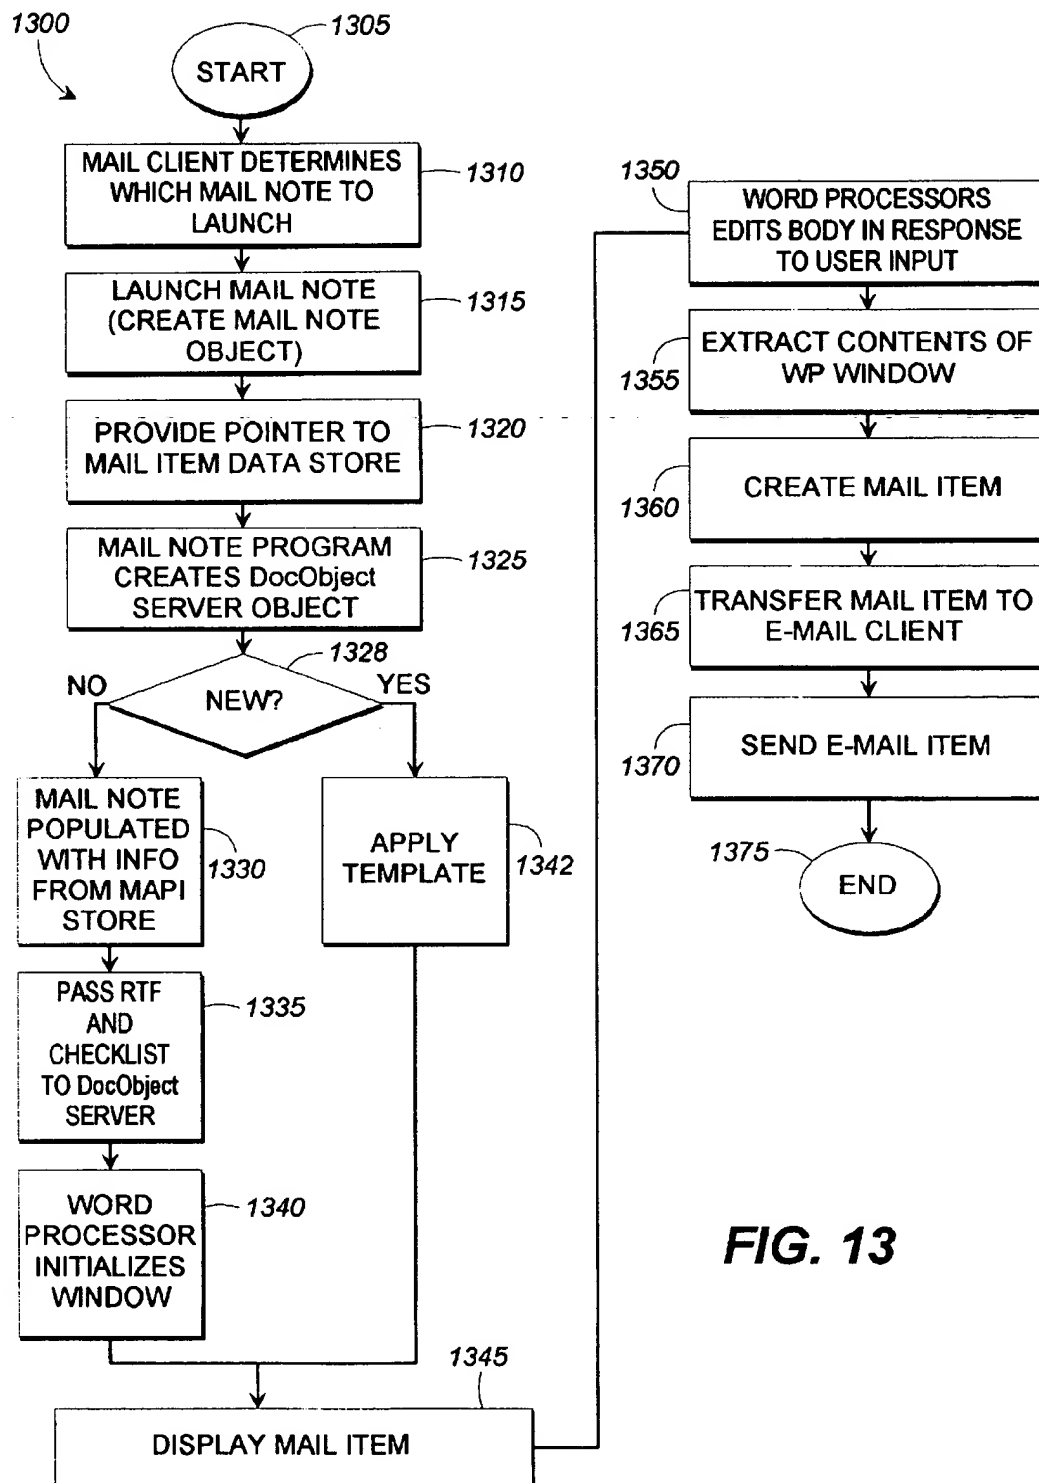 1300
1305
START
MAIL CLIENT DETERMINES
WHICH MAIL NOTE TO
LAUNCH
1310
LAUNCH MAIL NOTE
(CREATE MAIL NOTE
OBJECT)
1315
PROVIDE POINTER TO
MAIL ITEM DATA STORE
1320
MAIL NOTE PROGRAM
CREATES DocObject
SERVER OBJECT
1325
1328
NO
NEW?
YES
MAIL NOTE
POPULATED
WITH INFO
FROM MAPI
STORE
1330
APPLY
TEMPLATE
1342
PASS RTF
AND
CHECKLIST
TO DocObject
SERVER
1335
WORD
PROCESSOR
INITIALIZES
WINDOW
1340
1345
DISPLAY MAIL ITEM
1350
WORD PROCESSORS
EDITS BODY IN RESPONSE
TO USER INPUT
1355
EXTRACT CONTENTS OF
WP WINDOW
1360
CREATE MAIL ITEM
1365
TRANSFER MAIL ITEM TO
E-MAIL CLIENT
1370
SEND E-MAIL ITEM
1375
END
FIG. 13